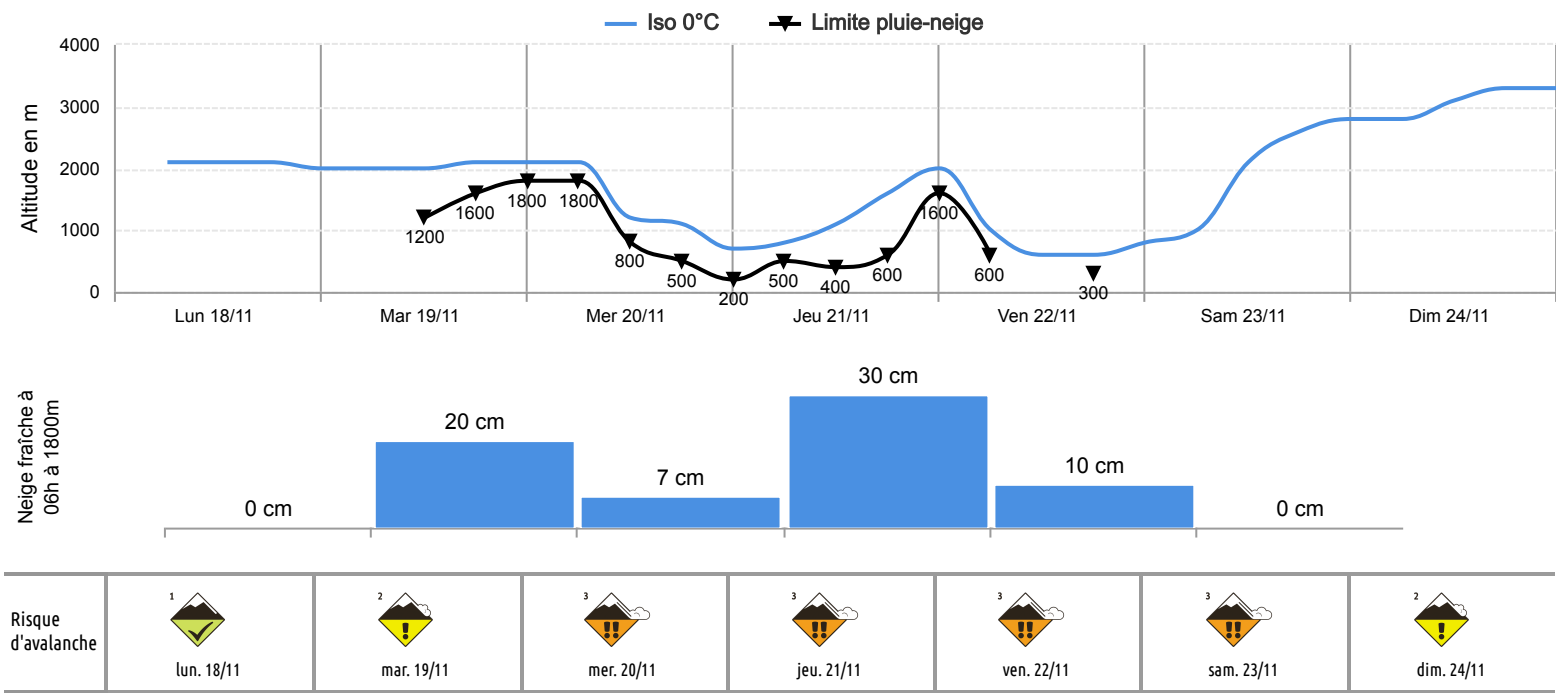 Iso 0°C
Limite pluie-neige
Altitude en m
4000
3000
2000
1000
0
1200
1600
1800
1800
800
500
200
500
400
600
1600
600
300
Lun 18/11
Mar 19/11
Mer 20/11
Jeu 21/11
Ven 22/11
Sam 23/11
Dim 24/11
Neige fraîche à
06h à 1800m
0 cm
20 cm
7 cm
30 cm
10 cm
0 cm
Risque
d'avalanche
1
!
2
!!
3
!!
3
!!
3
!!
3
!
2
lun. 18/11
mar. 19/11
mer. 20/11
jeu. 21/11
ven. 22/11
sam. 23/11
dim. 24/11